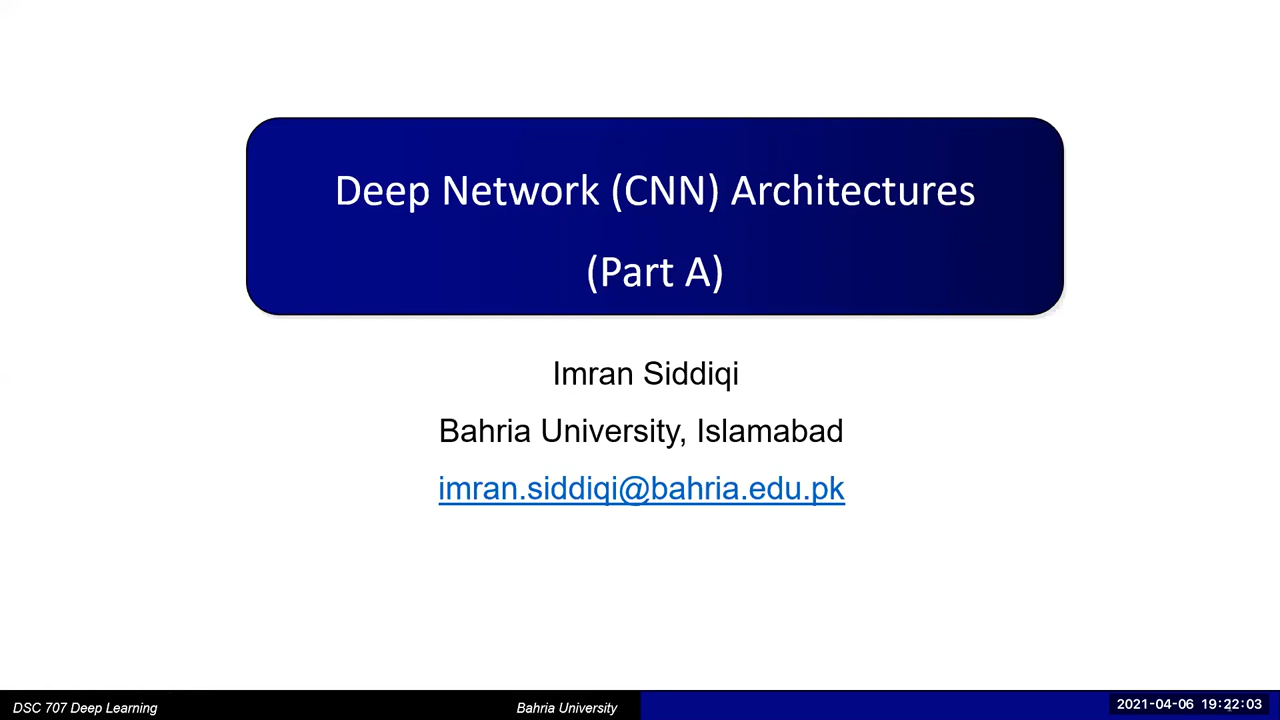 Deep Network (CNN) Architectures
(Part A)
Imran Siddiqi
Bahria University, Islamabad
imran.siddiqi@bahria.edu.pk
DSC 707 Deep Learning
Bahria University
2021-04-06 19:22:03